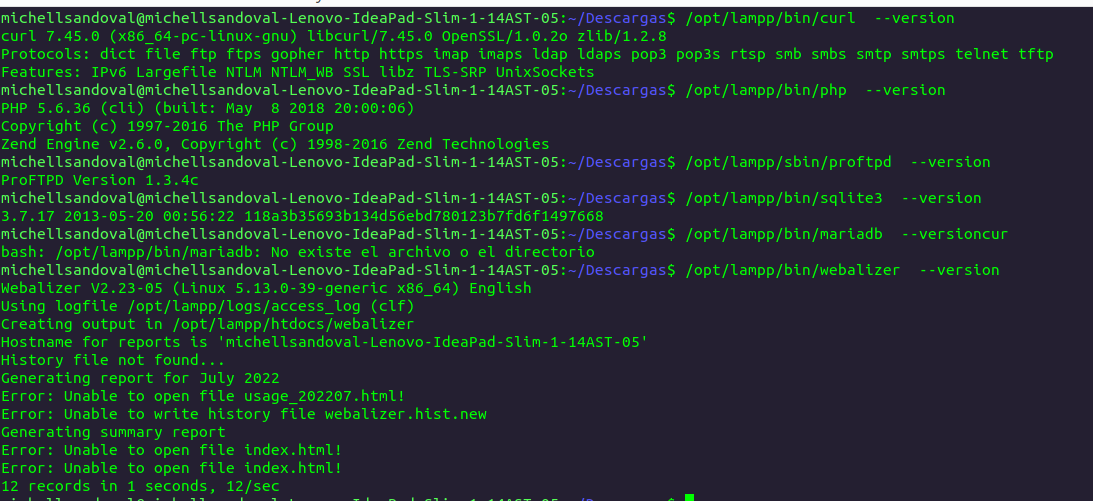 michellsandoval@michellsandoval-Lenovo-IdeaPad-Slim-1-14AST-05:~/Descargas$ /opt/lampp/bin/curl  --version
curl 7.45.0 (x86_64-pc-linux-gnu) libcurl/7.45.0 OpenSSL/1.0.2o zlib/1.2.8
Protocols: dict file ftp ftps gopher http https imap imaps ldap ldaps pop3 pop3s rtsp smb smbs smtp smtps telnet tftp
Features: IPv6 Largefile NTLM NTLM_WB SSL libz TLS-SRP UnixSockets
michellsandoval@michellsandoval-Lenovo-IdeaPad-Slim-1-14AST-05:~/Descargas$ /opt/lampp/bin/php  --version
PHP 5.6.36 (cli) (built: May  8 2018 20:00:06)
Copyright (c) 1997-2016 The PHP Group
Zend Engine v2.6.0, Copyright (c) 1998-2016 Zend Technologies
michellsandoval@michellsandoval-Lenovo-IdeaPad-Slim-1-14AST-05:~/Descargas$ /opt/lampp/sbin/proftpd  --version
ProFTPD Version 1.3.4c
michellsandoval@michellsandoval-Lenovo-IdeaPad-Slim-1-14AST-05:~/Descargas$ /opt/lampp/bin/sqlite3  --version
3.7.17 2013-05-20 00:56:22 118a3b35693b134d56ebd780123b7fd6f1497668
michellsandoval@michellsandoval-Lenovo-IdeaPad-Slim-1-14AST-05:~/Descargas$ /opt/lampp/bin/mariadb  --versioncur
bash: /opt/lampp/bin/mariadb: No existe el archivo o el directorio
michellsandoval@michellsandoval-Lenovo-IdeaPad-Slim-1-14AST-05:~/Descargas$ /opt/lampp/bin/webalizer  --version
Webalizer V2.23-05 (Linux 5.13.0-39-generic x86_64) English
Using logfile /opt/lampp/logs/access_log (clf)
Creating output in /opt/lampp/htdocs/webalizer
Hostname for reports is 'michellsandoval-Lenovo-IdeaPad-Slim-1-14AST-05'
History file not found...
Generating report for July 2022
Error: Unable to open file usage_202207.html!
Error: Unable to write history file webalizer.hist.new
Generating summary report
Error: Unable to open file index.html!
Error: Unable to open file index.html!
12 records in 1 seconds, 12/sec
michellsandoval@michellsandoval-Lenovo-IdeaPad-Slim-1-14AST-05:~/Descargas$